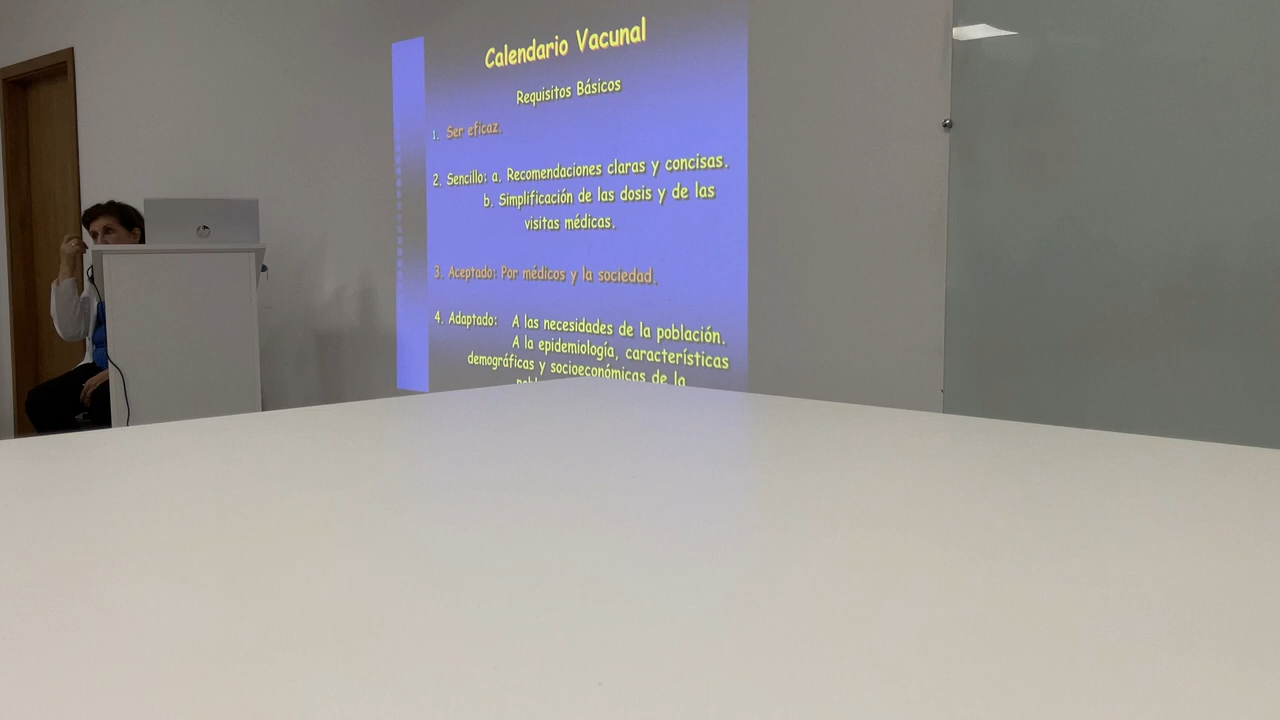 Calendario Vacunal
Requisitos Básicos
1. Ser eficaz.
2. Sencillo: a. Recomendaciones claras y concisas.
b. Simplificación de las dosis y de las
visitas médicas.
3. Aceptado: Por médicos y la sociedad.
4. Adaptado: A las necesidades de la población.
A la epidemiología, características
demográficas y socioeconómicas de la